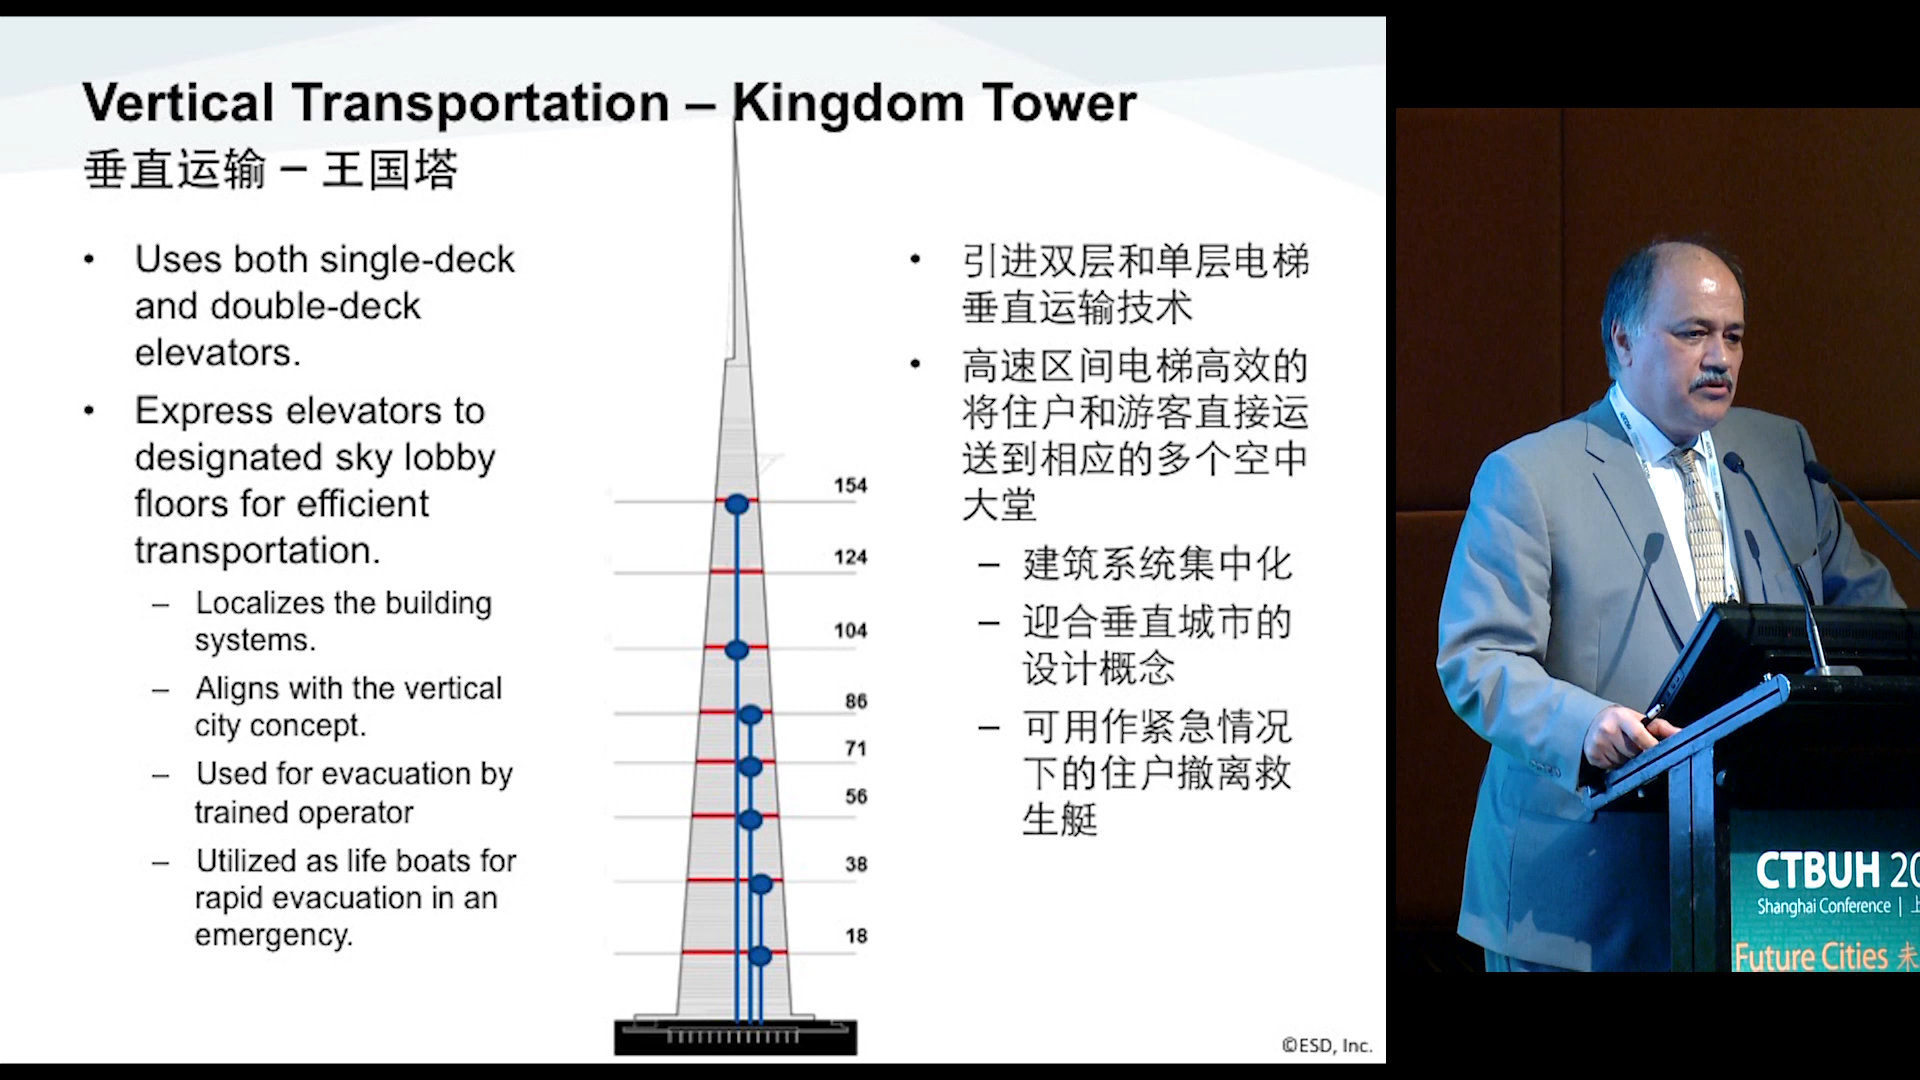 Vertical Transportation – Kingdom Tower
垂直运输 – 王国塔
• Uses both single-deck
and double-deck
elevators.
• Express elevators to
designated sky lobby
floors for efficient
transportation.
– Localizes the building
systems.
– Aligns with the vertical
city concept.
– Used for evacuation by
trained operator
– Utilized as life boats for
rapid evacuation in an
emergency.
154
124
104
86
71
56
38
18
• 引进双层和单层电梯
垂直运输技术
• 高速区间电梯高效的
将住户和游客直接运
送到相应的多个空中
大堂
– 建筑系统集中化
– 迎合垂直城市的
设计概念
– 可用作紧急情况
下的住户撤离救
生艇
©ESD, Inc.
CTBUH 20
Shanghai Conference | 上
Future Cities 未